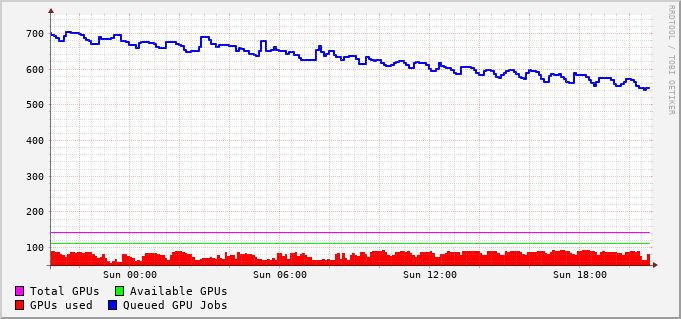 700
600
500
400
300
200
100
Sun 00:00 Sun 06:00 Sun 12:00 Sun 18:00
Total GPUs Available GPUs
GPUs used Queued GPU Jobs
RRDTOOL / TOBI OETIKER